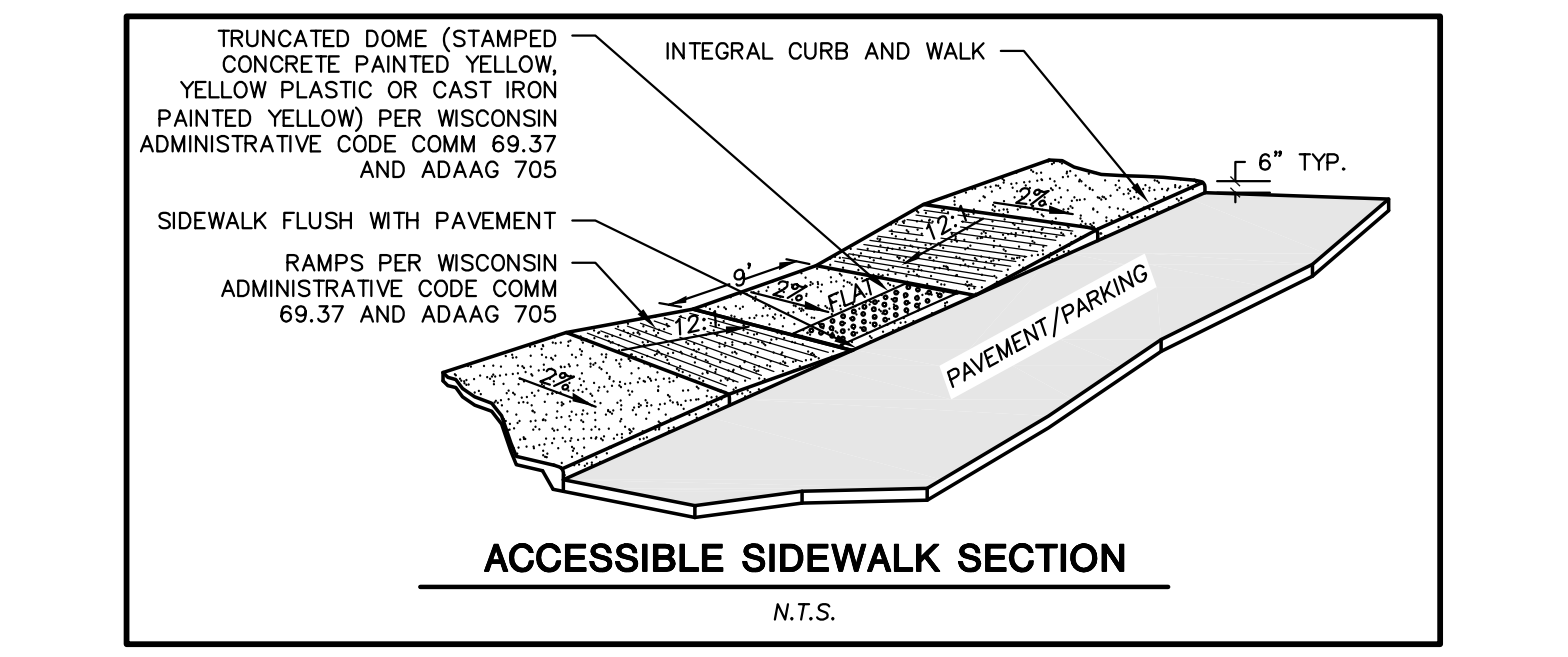 TRUNCATED DOME (STAMPED
CONCRETE PAINTED YELLOW,
YELLOW PLASTIC OR CAST IRON
PAINTED YELLOW) PER WISCONSIN
ADMINISTRATIVE CODE COMM 69.37
AND ADAAG 705
INTEGRAL CURB AND WALK
6" TYP.
SIDEWALK FLUSH WITH PAVEMENT
RAMPS PER WISCONSIN
ADMINISTRATIVE CODE COMM
69.37 AND ADAAG 705
2%
12:1
9'
2%
FLAT
12:1
2%
PAVEMENT/PARKING
ACCESSIBLE SIDEWALK SECTION
N.T.S.